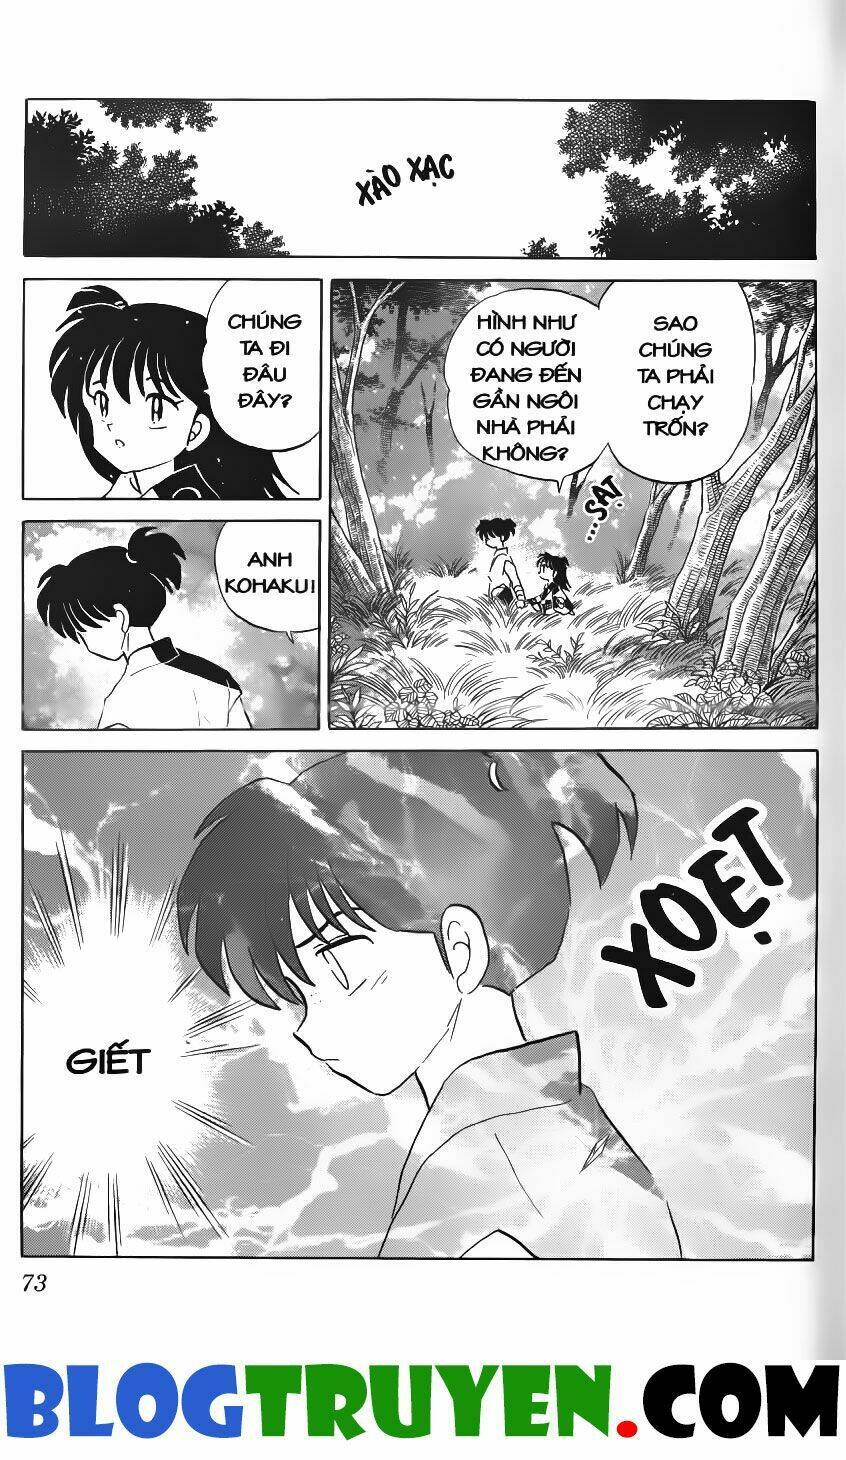 XÀO XẠC
SAO
CHÚNG
TA PHẢI
CHẠY
TRỐN?
HÌNH NHƯ
CÓ NGƯỜI
ĐANG ĐẾN
GẦN NGÔI
NHÀ PHẢI
KHÔNG?
...SẠT
CHÚNG
TA ĐI
ĐÂU
ĐÂY?
ANH
KOHAKU!
XOẸT
GIẾT
73
BLOGTRUYEN.COM